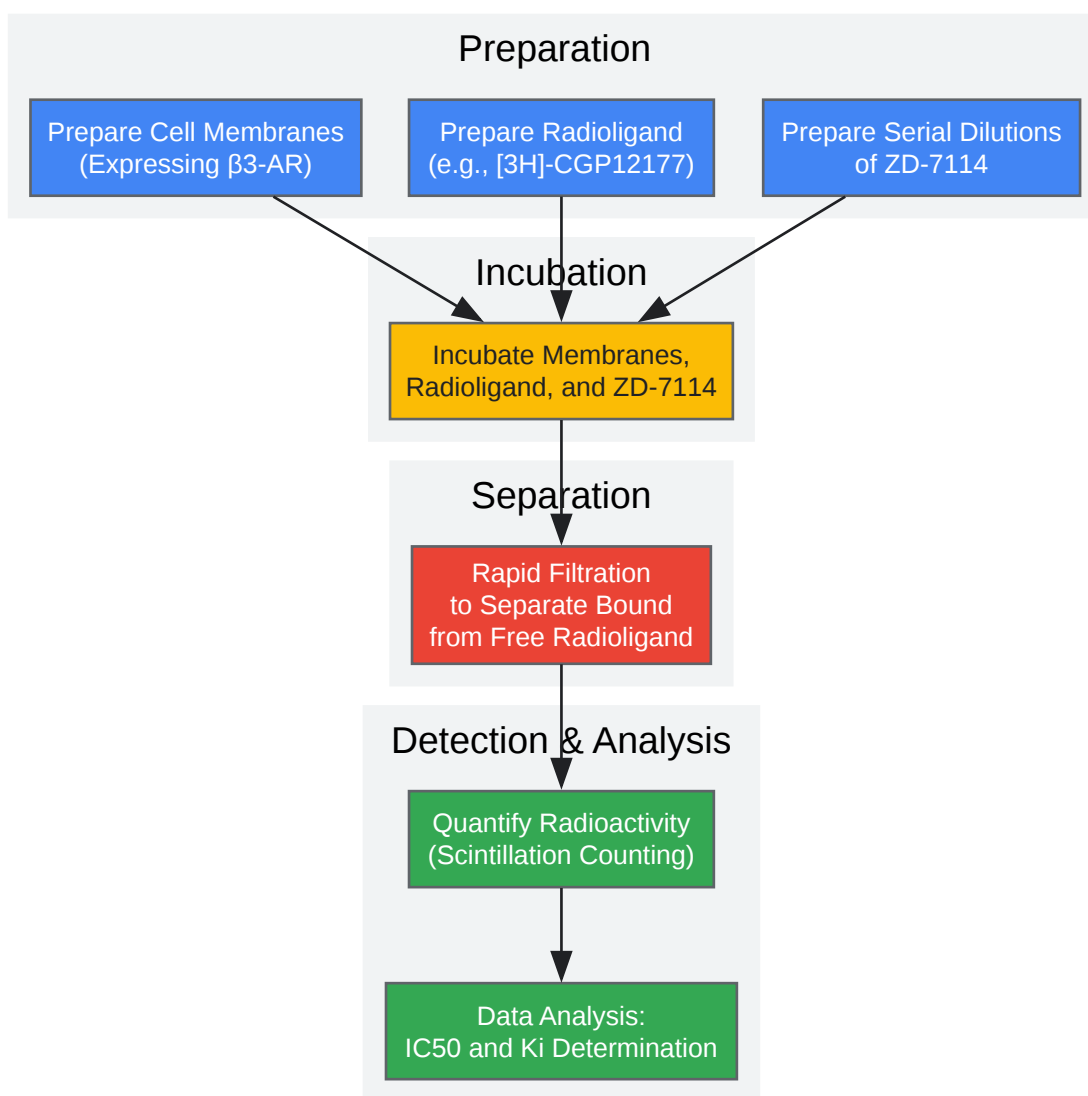 Preparation
Prepare Cell Membranes
(Expressing β3-AR)
Prepare Radioligand
(e.g., [3H]-CGP12177)
Prepare Serial Dilutions
of ZD-7114
Incubation
Incubate Membranes,
Radioligand, and ZD-7114
Separation
Rapid Filtration
to Separate Bound
from Free Radioligand
Detection & Analysis
Quantify Radioactivity
(Scintillation Counting)
Data Analysis:
IC50 and Ki Determination